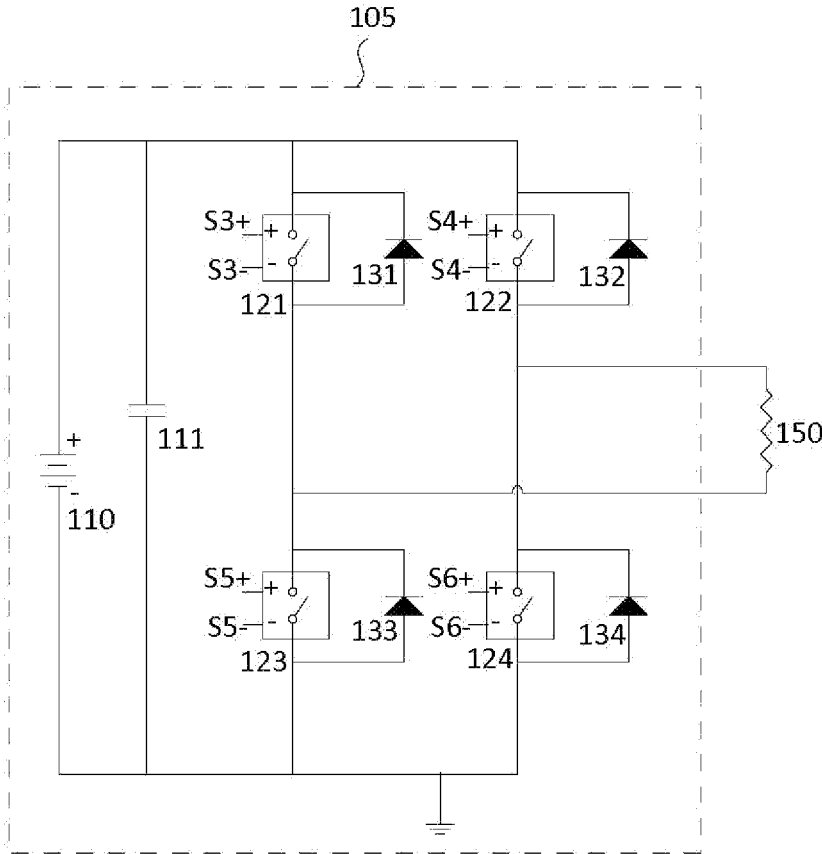 105
S3+
+
S3-
-
121
131
S4+
+
S4-
-
122
132
111
+
-
110
150
S5+
+
S5-
-
123
133
S6+
+
S6-
-
124
134